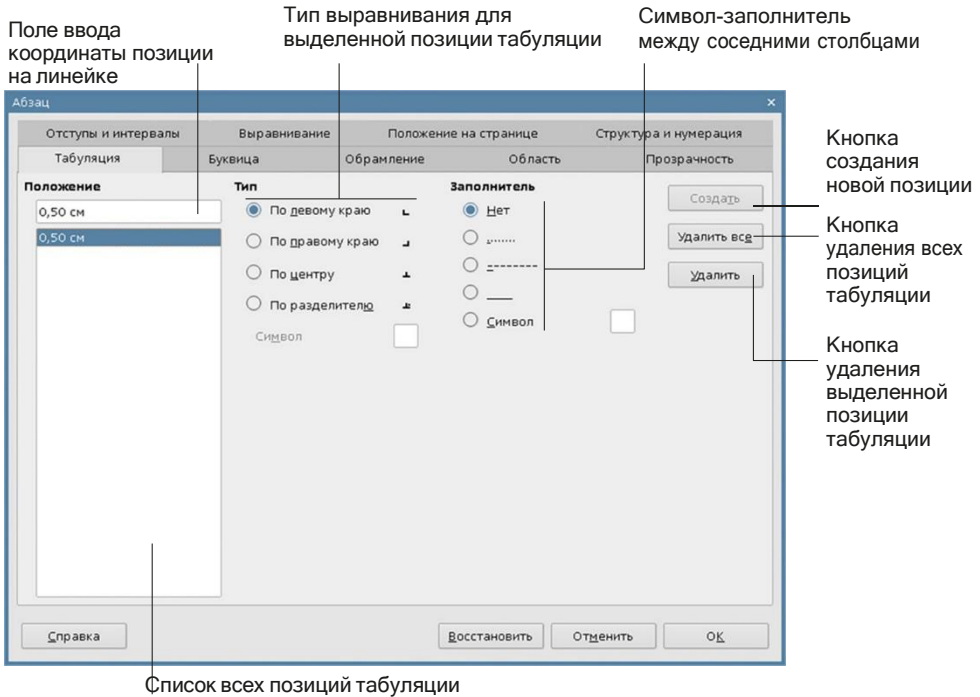 Поле ввода
координаты позиции
на линейке
Тип выравнивания для
выделенной позиции табуляции
Символ-заполнитель
между соседними столбцами
Абзац
×
Отступы и интервалы
Выравнивание
Положение на странице
Структура и нумерация
Табуляция
Буквица
Обрамление
Область
Прозрачность
Положение
0,50 см
0,50 см
Тип
По левому краю
По правому краю
По центру
По разделителю
Символ
Заполнитель
Нет
.......
--------
___
Символ
Создать
Удалить все
Удалить
Кнопка
создания
новой позиции
Кнопка
удаления всех
позиций
табуляции
Кнопка
удаления
выделенной
позиции
табуляции
Справка
Восстановить
Отменить
ОК
Список всех позиций табуляции